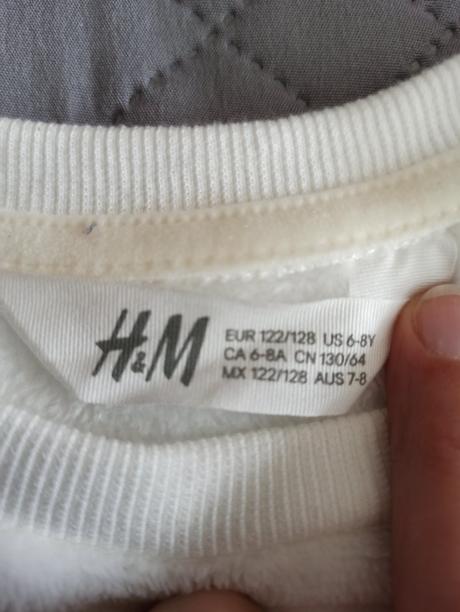 H&M
EUR 122/128 US 6-8Y
CA 6-8A CN 130/64
MX 122/128 AUS 7-8